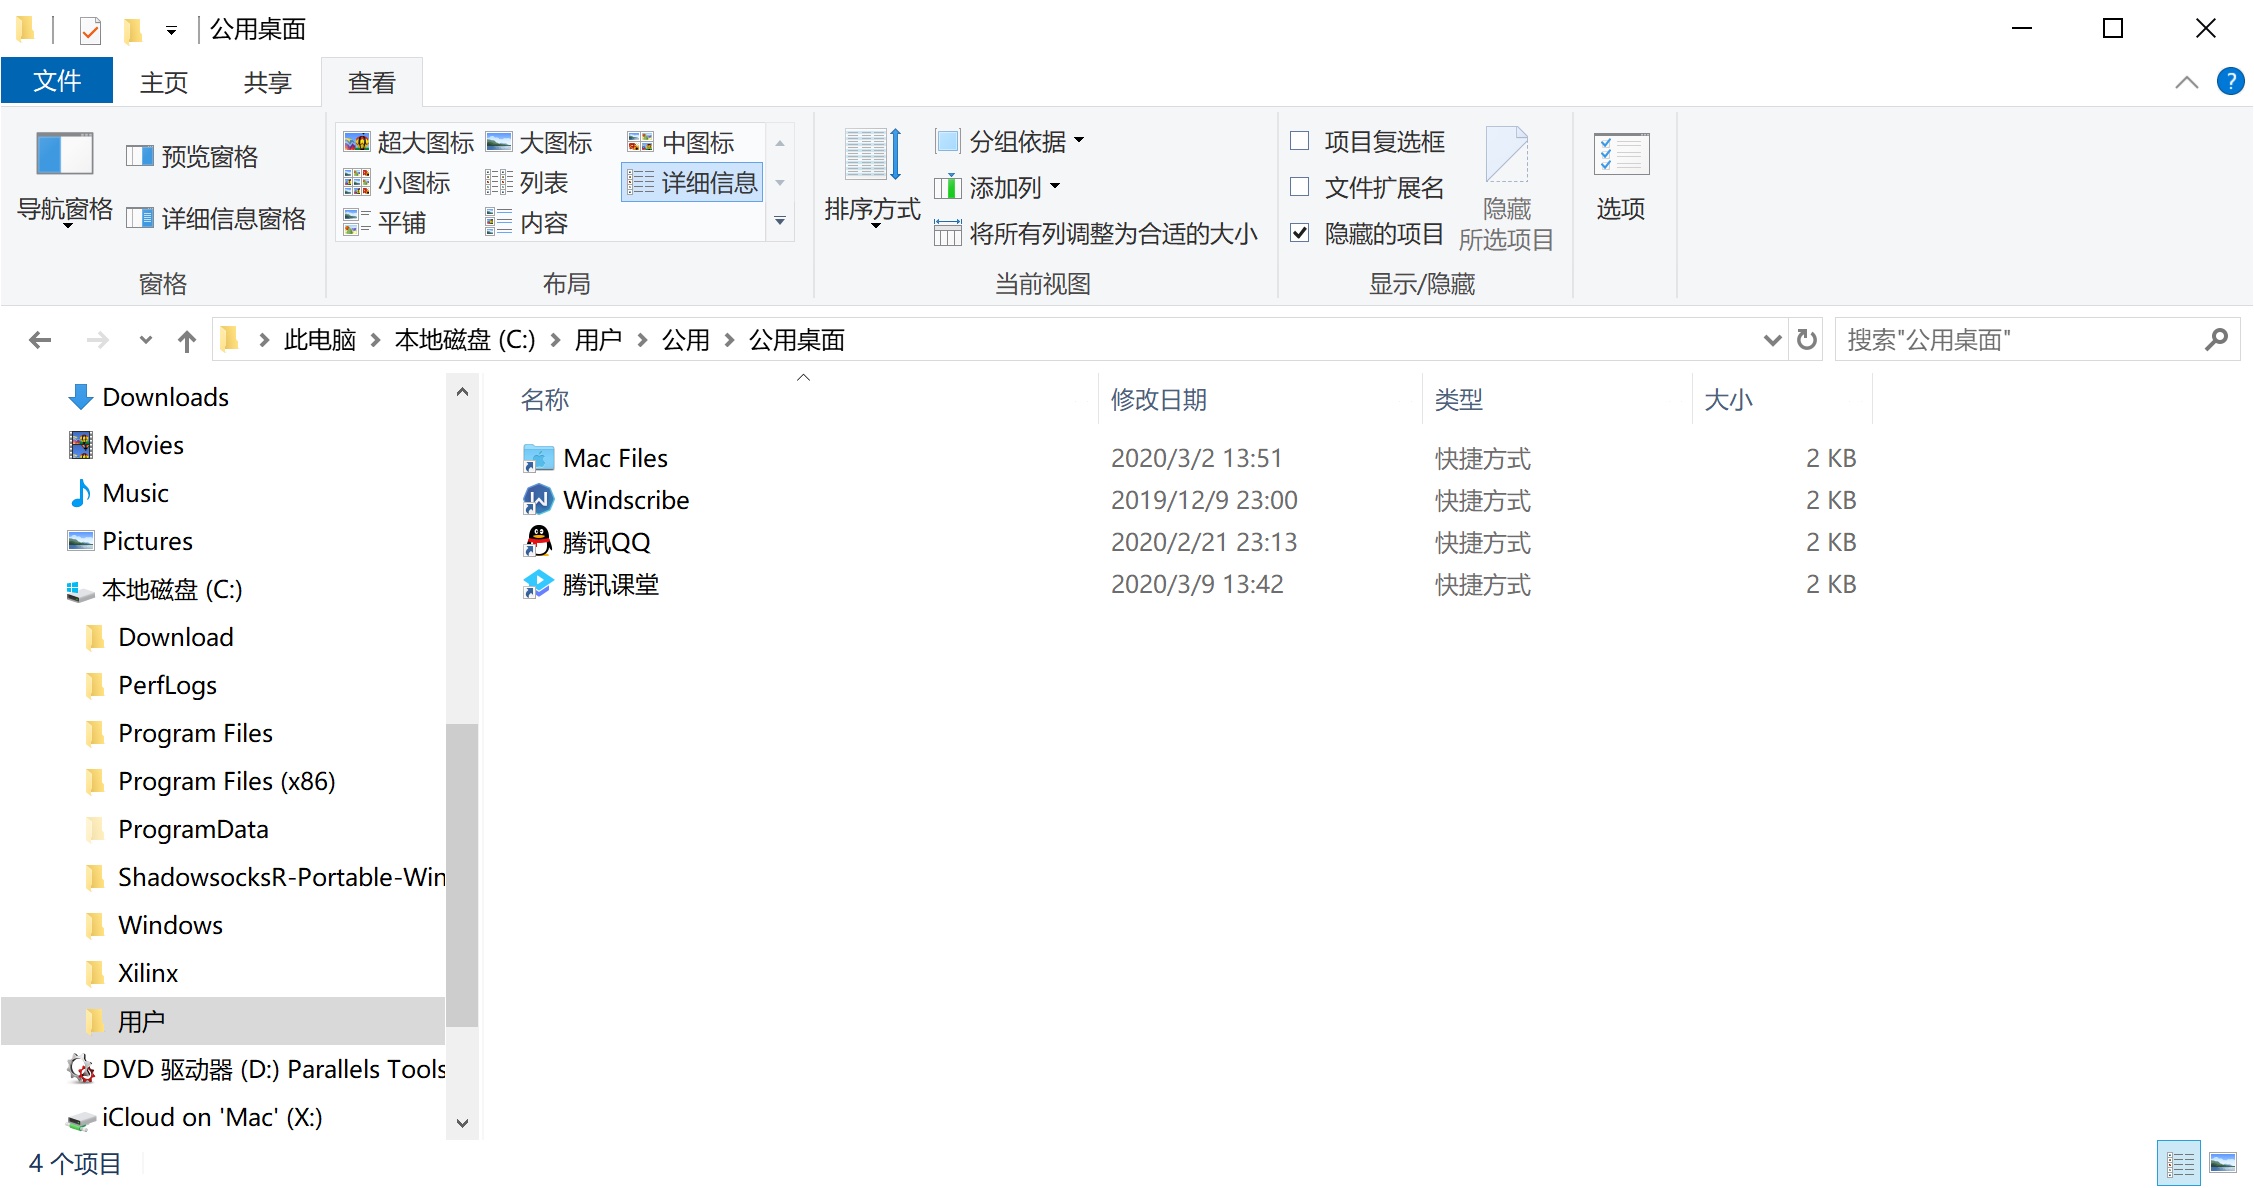 公用桌面
文件 主页 共享 查看
导航窗格 预览窗格 详细信息窗格
窗格
超大图标 大图标 中图标
小图标 列表 详细信息
平铺 内容
布局
排序方式 分组依据
添加列
将所有列调整为合适的大小
当前视图
项目复选框
文件扩展名
隐藏的项目
隐藏
所选项目
显示/隐藏
选项
此电脑 本地磁盘 (C:) 用户 公用 公用桌面
搜索"公用桌面"
Downloads
Movies
Music
Pictures
本地磁盘 (C:)
Download
PerfLogs
Program Files
Program Files (x86)
ProgramData
ShadowsocksR-Portable-Win
Windows
Xilinx
用户
DVD 驱动器 (D:) Parallels Tools
iCloud on 'Mac' (X:)
名称 修改日期 类型 大小
Mac Files 2020/3/2 13:51 快捷方式 2 KB
Windscribe 2019/12/9 23:00 快捷方式 2 KB
腾讯QQ 2020/2/21 23:13 快捷方式 2 KB
腾讯课堂 2020/3/9 13:42 快捷方式 2 KB
4 个项目